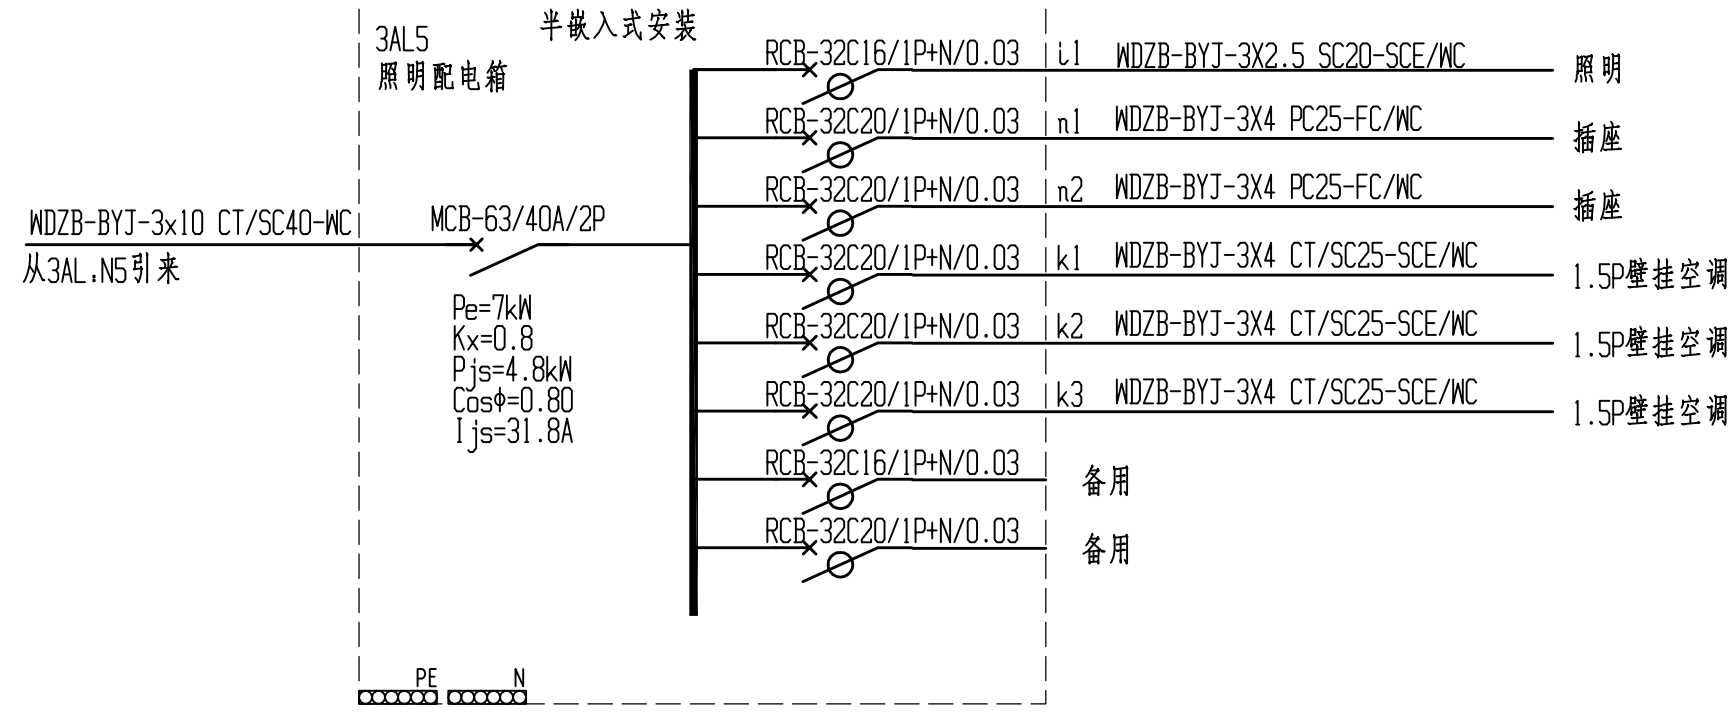 半嵌入式安装
3AL5
照明配电箱
RCB-32C16/1P+N/0.03 i1 WDZB-BYJ-3X2.5 SC20-SCE/WC 照明
RCB-32C20/1P+N/0.03 n1 WDZB-BYJ-3X4 PC25-FC/WC 插座
RCB-32C20/1P+N/0.03 n2 WDZB-BYJ-3X4 PC25-FC/WC 插座
WDZB-BYJ-3x10 CT/SC40-WC MCB-63/40A/2P
从3AL:N5引来
RCB-32C20/1P+N/0.03 k1 WDZB-BYJ-3X4 CT/SC25-SCE/WC 1.5P壁挂空调
Pe=7kW
Kx=0.8
Pjs=4.8kW
Cosφ=0.80
Ijs=31.8A
RCB-32C20/1P+N/0.03 k2 WDZB-BYJ-3X4 CT/SC25-SCE/WC 1.5P壁挂空调
RCB-32C20/1P+N/0.03 k3 WDZB-BYJ-3X4 CT/SC25-SCE/WC 1.5P壁挂空调
RCB-32C16/1P+N/0.03 备用
RCB-32C20/1P+N/0.03 备用
PE N